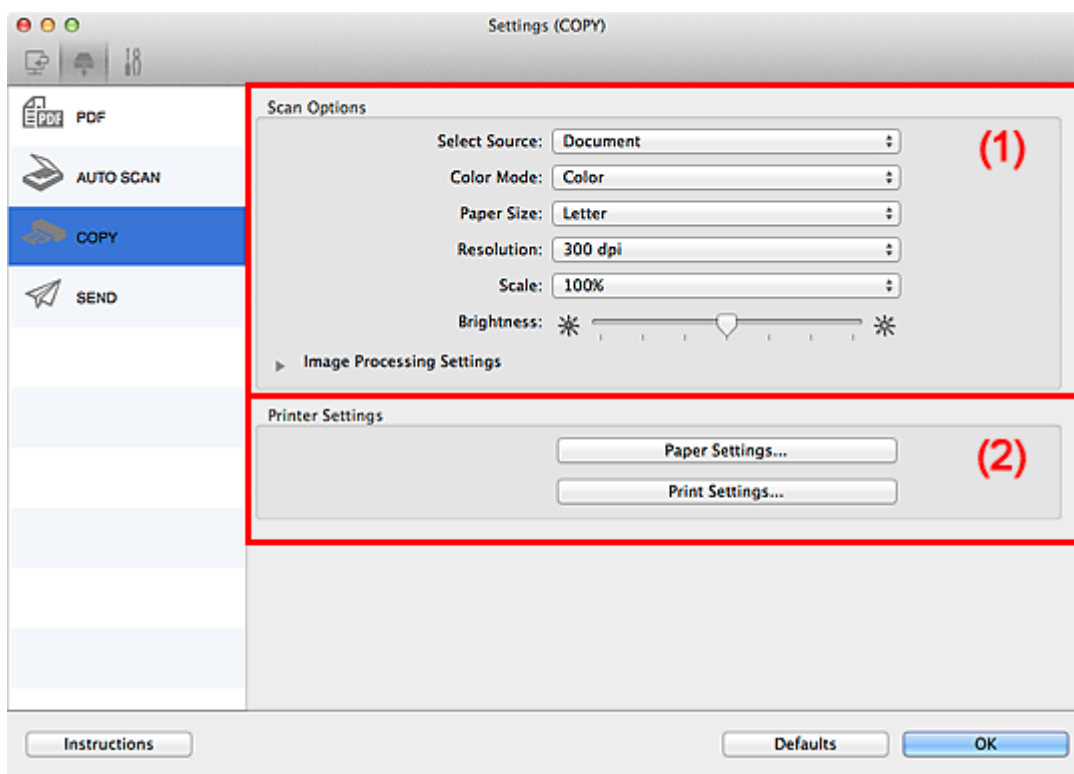 Settings (COPY)
PDF
PDF
AUTO SCAN
COPY
SEND
Scan Options
(1)
Select Source: Document
Color Mode: Color
Paper Size: Letter
Resolution: 300 dpi
Scale: 100%
Brightness:
Image Processing Settings
Printer Settings
(2)
Paper Settings...
Print Settings...
Instructions
Defaults
OK